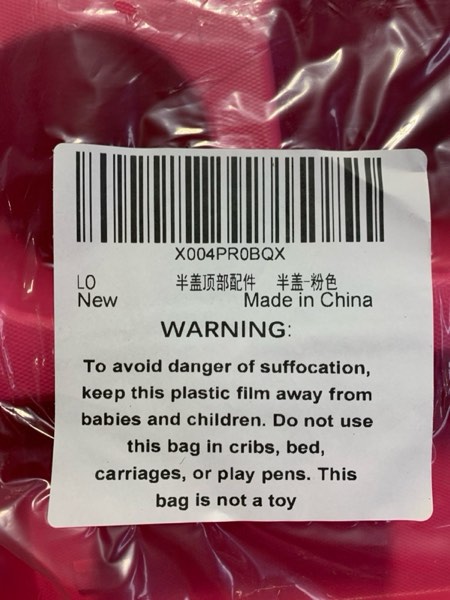 X004PR0BQX
LO 半盖顶部配件 半盖-粉色
New Made in China
WARNING:
To avoid danger of suffocation,
keep this plastic film away from
babies and children. Do not use
this bag in cribs, bed,
carriages, or play pens. This
bag is not a toy